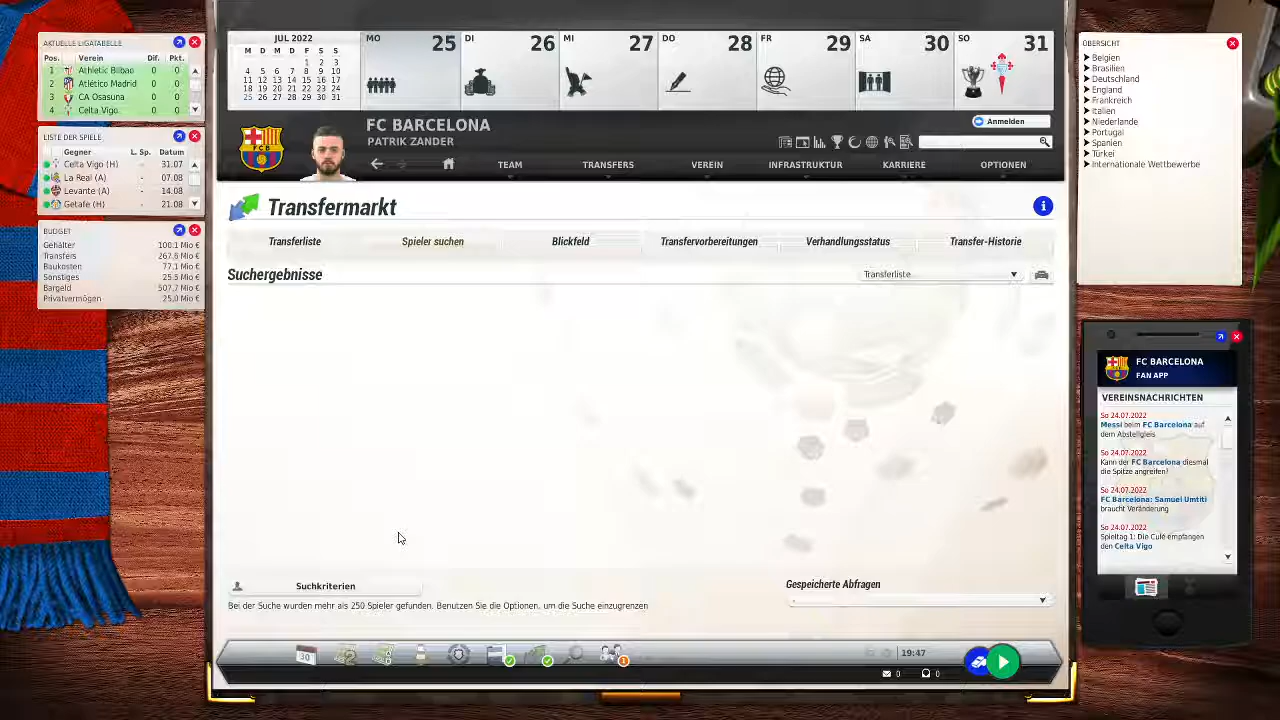 AKTUELLE LIGATABELLE
Pos. Verein Dif. Pkt.
1 Athletic Bilbao 0 0
2 Atlético Madrid 0 0
3 CA Osasuna 0 0
4 Celta Vigo 0 0
LISTE DER SPIELE
Gegner L. Sp. Datum
Celta Vigo (H) - 31.07
La Real (A) - 07.08
Levante (A) - 14.08
Getafe (H) - 21.08
BUDGET
Gehälter 100.1 Mio €
Transfers 267.6 Mio €
Baukosten 77.1 Mio €
Sonstiges 25.5 Mio €
Bargeld 507.7 Mio €
Privatvermögen 25,0 Mio €
JUL 2022
M D M D F S S
1 2 3
4 5 6 7 8 9 10
11 12 13 14 15 16 17
18 19 20 21 22 23 24
25 26 27 28 29 30 31
MO 25
DI 26
MI 27
DO 28
FR 29
SA 30
SO 31
FC BARCELONA
PATRIK ZANDER
Anmelden
TEAM TRANSFERS VEREIN INFRASTRUKTUR KARRIERE OPTIONEN
Transfermarkt
Transferliste Spieler suchen Blickfeld Transfervorbereitungen Verhandlungsstatus Transfer-Historie
Suchergebnisse
Transferliste
Suchkriterien
Gespeicherte Abfragen
Bei der Suche wurden mehr als 250 Spieler gefunden. Benutzen Sie die Optionen, um die Suche einzugrenzen
30
1
19:47
0 0
ÜBERSICHT
Belgien
Brasilien
Deutschland
England
Frankreich
Italien
Niederlande
Portugal
Spanien
Türkei
Internationale Wettbewerbe
FC BARCELONA
FAN APP
VEREINSNACHRICHTEN
So 24.07.2022
Messi beim FC Barcelona auf
dem Abstellgleis
So 24.07.2022
Kann der FC Barcelona diesmal
die Spitze angreifen?
So 24.07.2022
FC Barcelona: Samuel Umtiti
braucht Veränderung
So 24.07.2022
Spieltag 1: Die Culé empfangen
den Celta Vigo